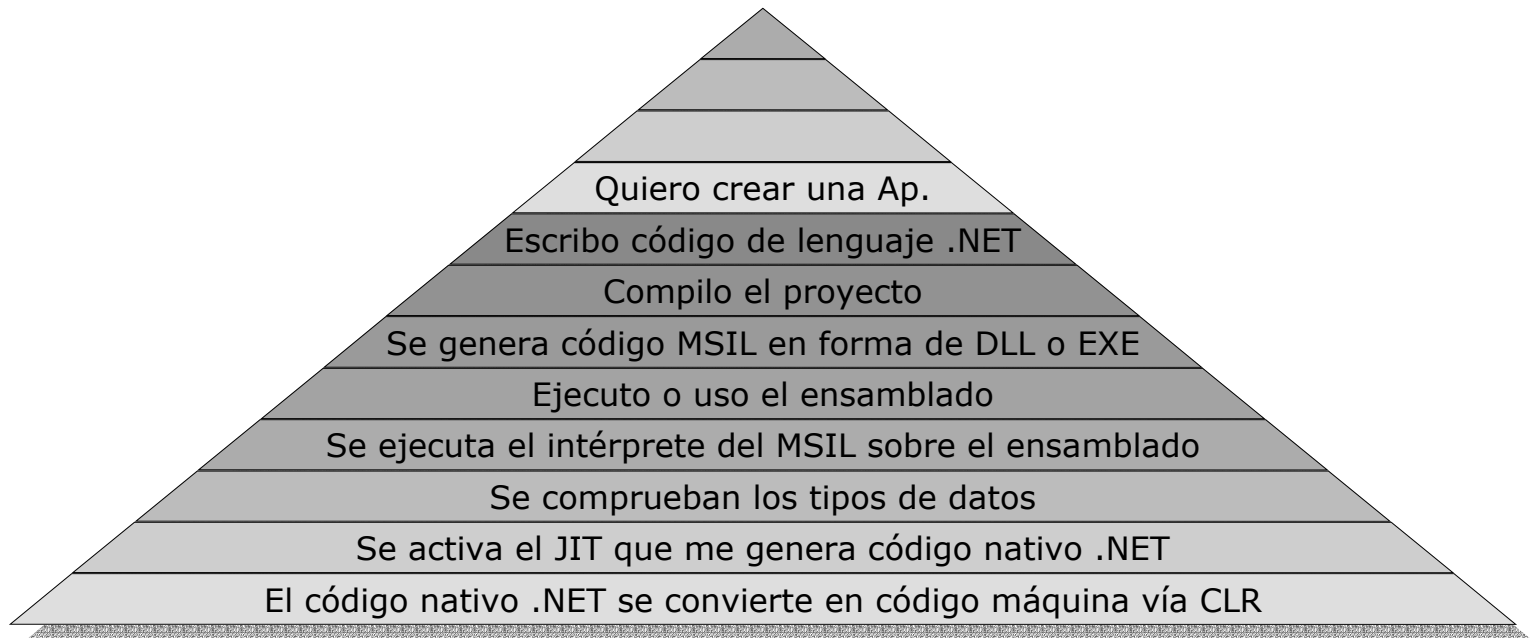 Quiero crear una Ap.
Escribo código de lenguaje .NET
Compilo el proyecto
Se genera código MSIL en forma de DLL o EXE
Ejecuto o uso el ensamblado
Se ejecuta el intérprete del MSIL sobre el ensamblado
Se comprueban los tipos de datos
Se activa el JIT que me genera código nativo .NET
El código nativo .NET se convierte en código máquina vía CLR